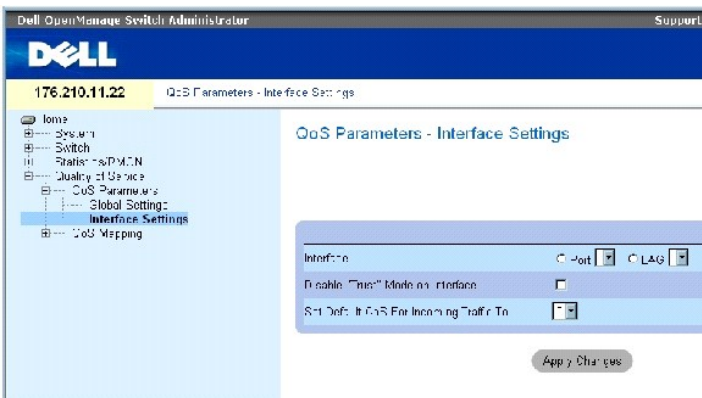 Dell OpenManage Switch Administrator
Support
DELL
176.210.11.22
QoS Parameters - Interface Settings
Home
System
Switch
Statistics/RMON
Quality of Service
QoS Parameters
Global Settings
Interface Settings
CoS Mapping
QoS Parameters - Interface Settings
Interface
Port
LAG
Disable "Trust" Mode on Interface
Set Default CoS For Incoming Traffic To
Apply Changes